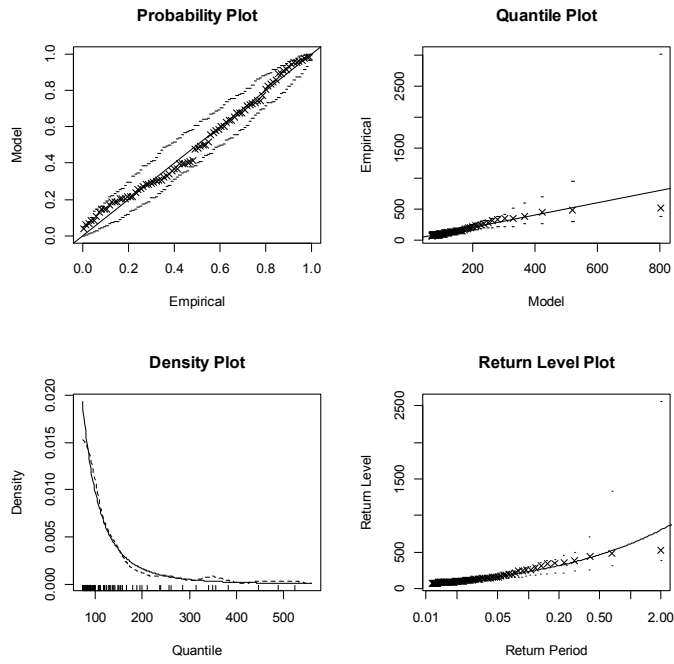 Probability Plot
Model
0.0 0.2 0.4 0.6 0.8 1.0
0.0 0.2 0.4 0.6 0.8 1.0
Empirical
Quantile Plot
Empirical
0 500 1500 2500
200 400 600 800
Model
Density Plot
Density
0.000 0.005 0.010 0.015 0.020
100 200 300 400 500
Quantile
Return Level Plot
Return Level
0 500 1500 2500
0.01 0.05 0.20 0.50 2.00
Return Period